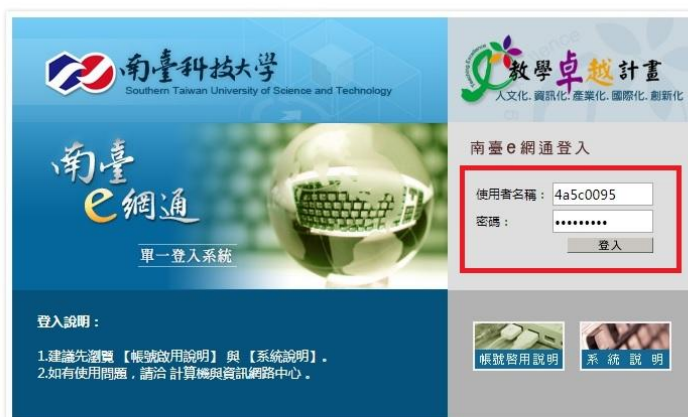 南臺科技大学
Southern Taiwan University of Science and Technology
教學卓越計畫
人文化. 資訊化. 產業化. 國際化. 創新化
南臺
e網通
單一登入系統
南臺e網通登入
使用者名稱： 4a5c0095
密碼： •••••••••
登入
登入說明：
1.建議先瀏覽 【帳號啟用說明】 與 【系統說明】 .
2.如有使用問題，請洽 計算機與資訊網路中心 .
帳號啓用說明
系統說明